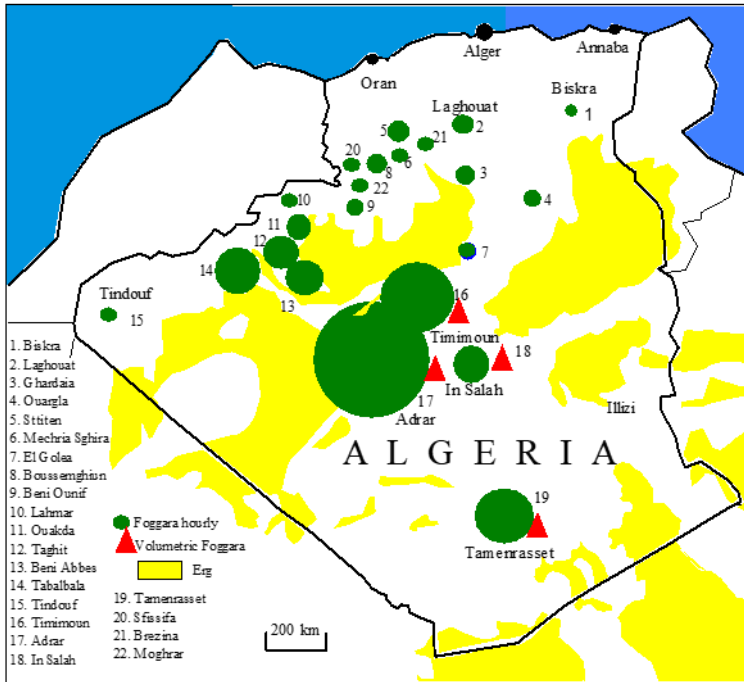 Alger
Annaba
Oran
Biskra
Laghouat
1
5
2
21
20
8
6
22
3
10
9
4
11
12
7
14
13
16
Tindouf
15
Timimoun
18
In Salah
17
Adrar
Illizi
ALGERIA
19
Tamenrasset
1. Biskra
2. Laghouat
3. Ghardaia
4. Ouargla
5. Sttiten
6. Mechria Sghira
7. El Golea
8. Boussemghiun
9. Beni Ounif
10. Lahmar
11. Ouakda
12. Taghit
13. Beni Abbes
14. Tabalbala
15. Tindouf
16. Timimoun
17. Adrar
18. In Salah
Foggara hourly
Volumetric Foggara
Erg
19. Tamenrasset
20. Sfissifa
21. Brezina
22. Moghrar
200 km